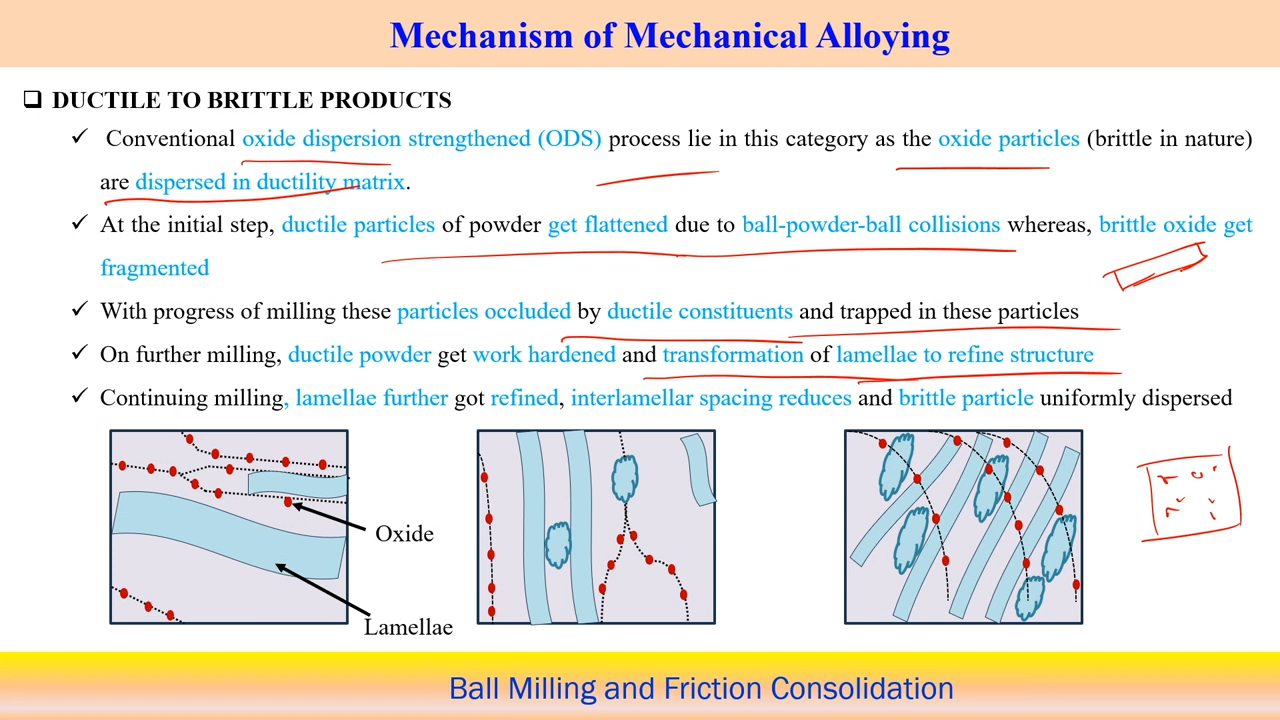 Mechanism of Mechanical Alloying
DUCTILE TO BRITTLE PRODUCTS
Conventional oxide dispersion strengthened (ODS) process lie in this category as the oxide particles (brittle in nature)
are dispersed in ductility matrix.
At the initial step, ductile particles of powder get flattened due to ball-powder-ball collisions whereas, brittle oxide get
fragmented
With progress of milling these particles occluded by ductile constituents and trapped in these particles
On further milling, ductile powder get work hardened and transformation of lamellae to refine structure
Continuing milling, lamellae further got refined, interlamellar spacing reduces and brittle particle uniformly dispersed
Oxide
Lamellae
Ball Milling and Friction Consolidation